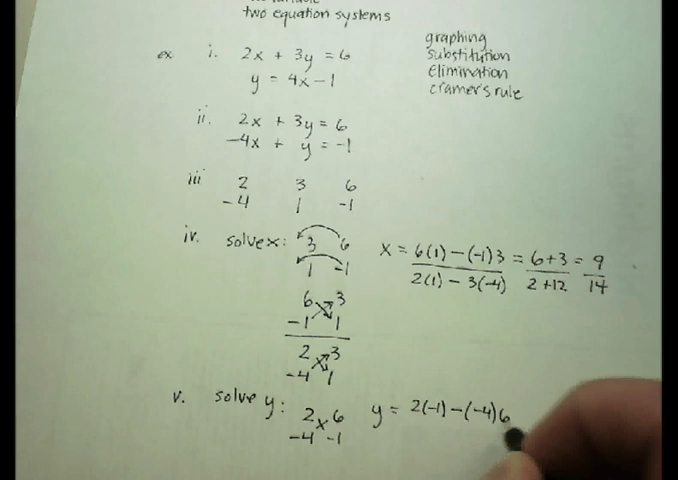 two equation systems
graphing
substitution
Elimination
cramer's rule
ex i. 2x + 3y = 6
y = 4x - 1
ii. 2x + 3y = 6
-4x + y = -1
iii 2 3 6
-4 1 -1
iv. solve x: 3 6
1 -1
6 3
-1 1
2 3
-4 1
x = 6(1) - (-1)3 = 6+3 = 9
2(1) - 3(-4) 2+12 14
v. solve y: 2 6
-4 -1
y = 2(-1) - (-4)6